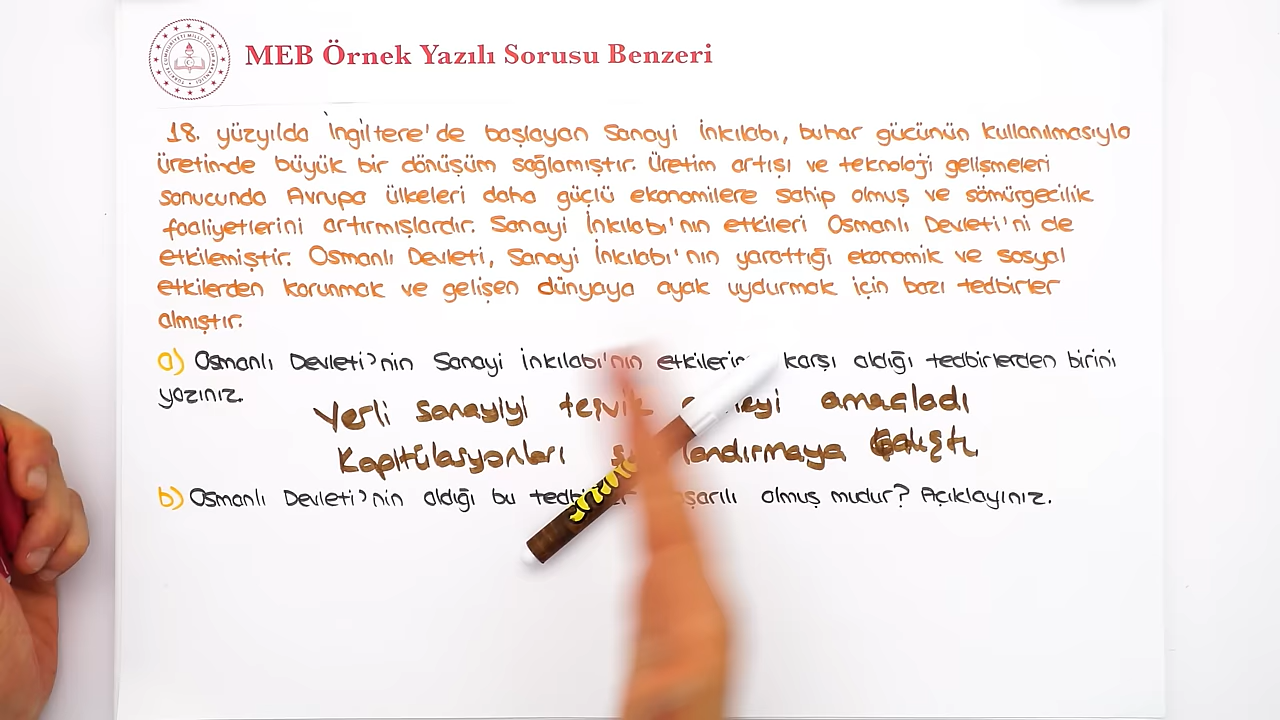 MEB Örnek Yazılı Sorusu Benzeri
18. yüzyılda İngiltere'de başlayan Sanayi İnkılabı, buhar gücünün kullanılmasıyla
üretimde büyük bir dönüşüm sağlamıştır. Üretim artışı ve teknoloji gelişmeleri
sonucunda Avrupa ülkeleri daha güçlü ekonomilere sahip olmuş ve sömürgecilik
faaliyetlerini artırmışlardır. Sanayi İnkılabı'nın etkileri Osmanlı Devleti'ni de
etkilemiştir. Osmanlı Devleti, Sanayi İnkılabı'nın yarattığı ekonomik ve sosyal
etkilerden korunmak ve gelişen dünyaya ayak uydurmak için bazı tedbirler
almıştır.
a) Osmanlı Devleti'nin Sanayi İnkılabı'nın karşı aldığı tedbirlerden birini
yazınız.
Yerli sanayiyi teşvik amaçladı
Kapitülasyonları çalıştı
b) Osmanlı Devleti'nin aldığı bu olmuş mudur? Açıklayınız.